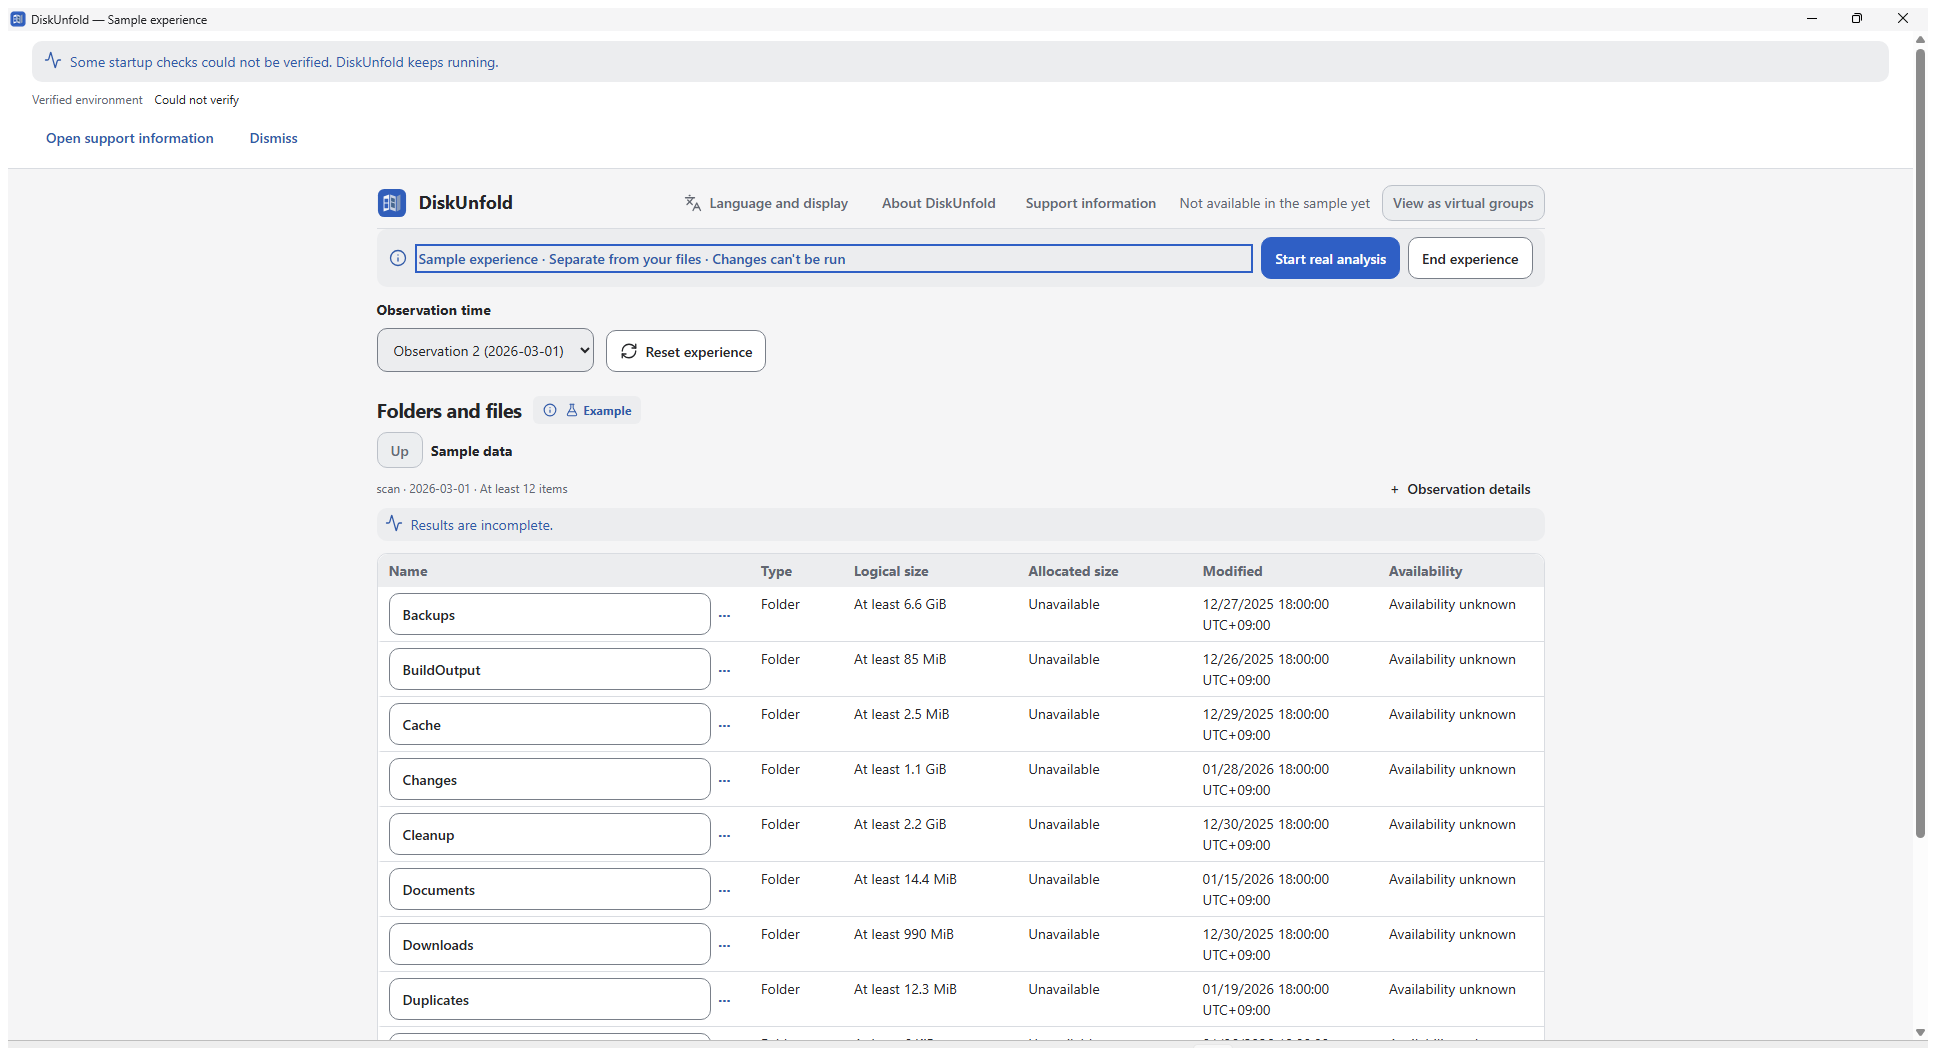 DiskUnfold — Sample experience
Some startup checks could not be verified. DiskUnfold keeps running.
Verified environment Could not verify
Open support information Dismiss
DiskUnfold Language and display About DiskUnfold Support information Not available in the sample yet View as virtual groups
Sample experience · Separate from your files · Changes can't be run Start real analysis End experience
Observation time
Observation 2 (2026-03-01) Reset experience
Folders and files Example
Up Sample data
scan · 2026-03-01 · At least 12 items + Observation details
Results are incomplete.
Name Type Logical size Allocated size Modified Availability
Backups ... Folder At least 6.6 GiB Unavailable 12/27/2025 18:00:00 Availability unknown
UTC+09:00
BuildOutput ... Folder At least 85 MiB Unavailable 12/26/2025 18:00:00 Availability unknown
UTC+09:00
Cache ... Folder At least 2.5 MiB Unavailable 12/29/2025 18:00:00 Availability unknown
UTC+09:00
Changes ... Folder At least 1.1 GiB Unavailable 01/28/2026 18:00:00 Availability unknown
UTC+09:00
Cleanup ... Folder At least 2.2 GiB Unavailable 12/30/2025 18:00:00 Availability unknown
UTC+09:00
Documents ... Folder At least 14.4 MiB Unavailable 01/15/2026 18:00:00 Availability unknown
UTC+09:00
Downloads ... Folder At least 990 MiB Unavailable 12/30/2025 18:00:00 Availability unknown
UTC+09:00
Duplicates ... Folder At least 12.3 MiB Unavailable 01/19/2026 18:00:00 Availability unknown
UTC+09:00